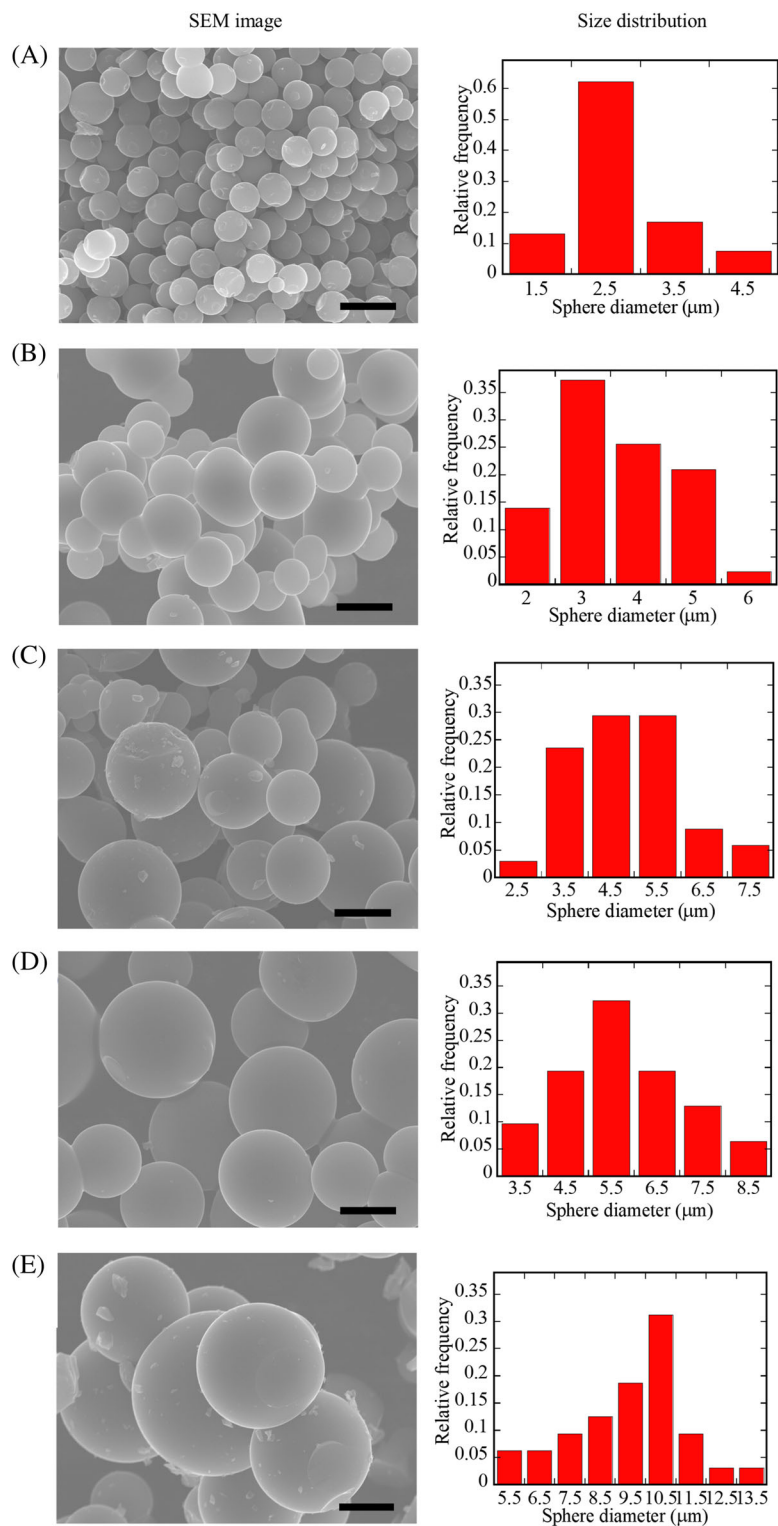 SEM image Size distribution
(A)
Relative frequency
0.6
0.5
0.4
0.3
0.2
0.1
0
1.5 2.5 3.5 4.5
Sphere diameter (μm)
(B)
Relative frequency
0.35
0.3
0.25
0.2
0.15
0.1
0.05
0
2 3 4 5 6
Sphere diameter (μm)
(C)
Relative frequency
0.35
0.3
0.25
0.2
0.15
0.1
0.05
0
2.5 3.5 4.5 5.5 6.5 7.5
Sphere diameter (μm)
(D)
Relative frequency
0.35
0.3
0.25
0.2
0.15
0.1
0.05
0
3.5 4.5 5.5 6.5 7.5 8.5
Sphere diameter (μm)
(E)
Relative frequency
0.35
0.3
0.25
0.2
0.15
0.1
0.05
0
5.5 6.5 7.5 8.5 9.5 10.5 11.5 12.5 13.5
Sphere diameter (μm)